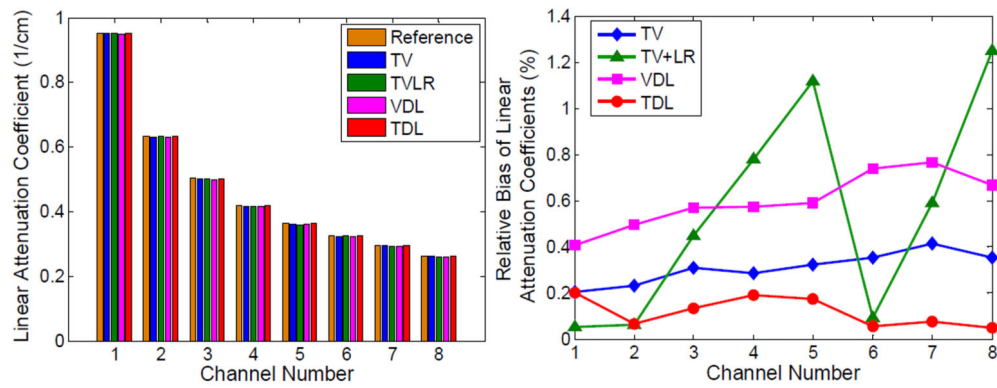 1
0.8
0.6
0.4
0.2
0
Linear Attenuation Coefficient (1/cm)
Reference
TV
TVLR
VDL
TDL
1 2 3 4 5 6 7 8
Channel Number
1.4
1.2
1
0.8
0.6
0.4
0.2
0
Relative Bias of Linear
Attenuation Coefficients (%)
TV
TV+LR
VDL
TDL
1 2 3 4 5 6 7 8
Channel Number